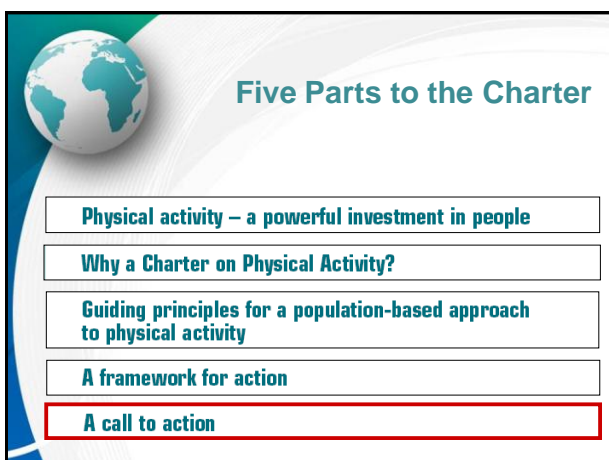 Five Parts to the Charter
Physical activity – a powerful investment in people
Why a Charter on Physical Activity?
Guiding principles for a population-based approach
to physical activity
A framework for action
A call to action